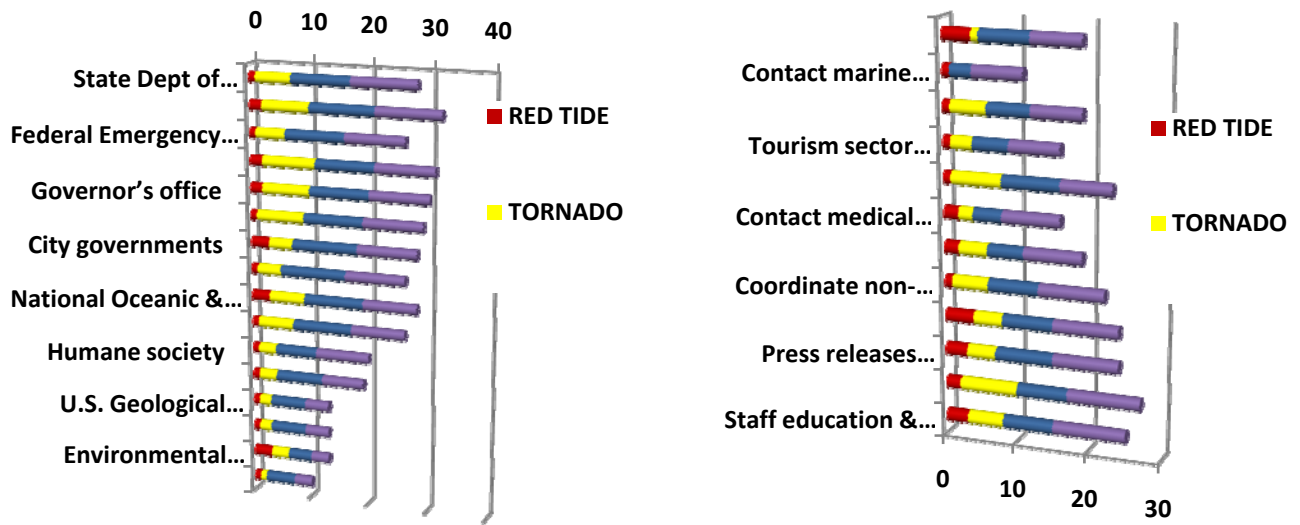 0 10 20 30 40
State Dept of...
Federal Emergency...
Governor's office
City governments
National Oceanic &...
Humane society
U.S. Geological...
Environmental...
RED TIDE
TORNADO
Contact marine...
Tourism sector...
Contact medical...
Coordinate non-...
Press releases...
Staff education &...
0 10 20 30
RED TIDE
TORNADO